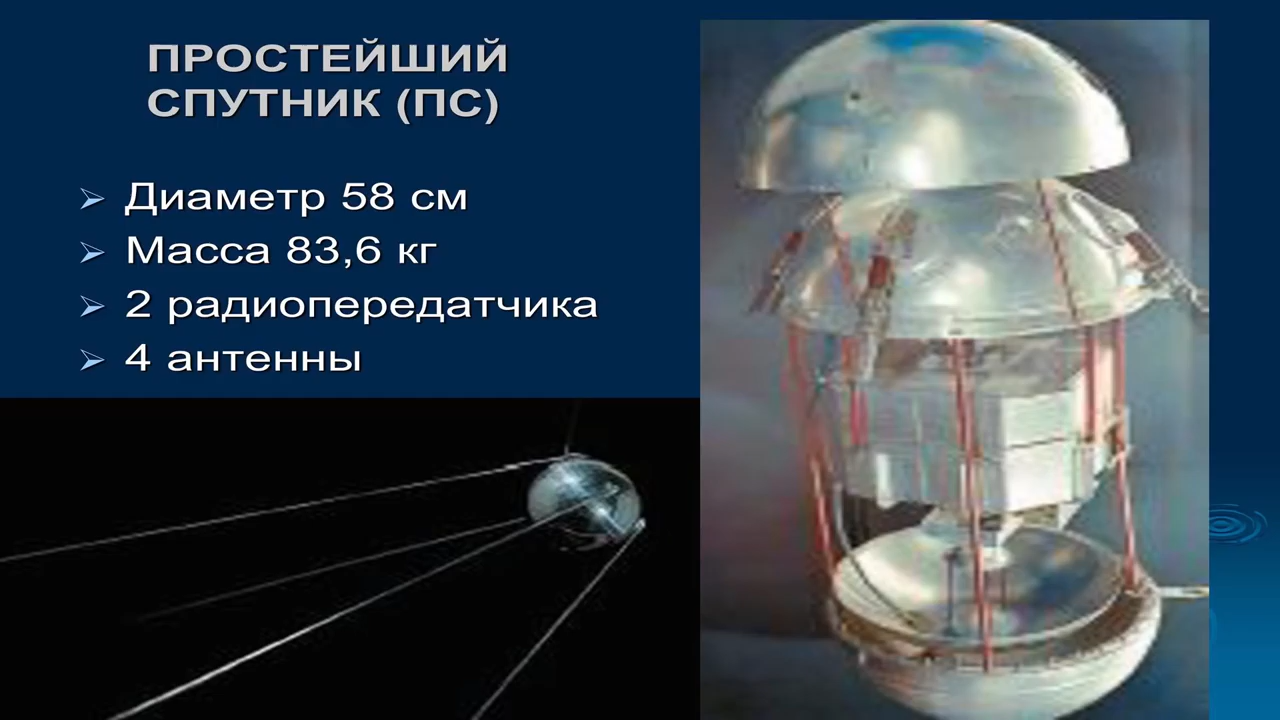 ПРОСТЕЙШИЙ
СПУТНИК (ПС)
Диаметр 58 см
Масса 83,6 кг
2 радиопередатчика
4 антенны